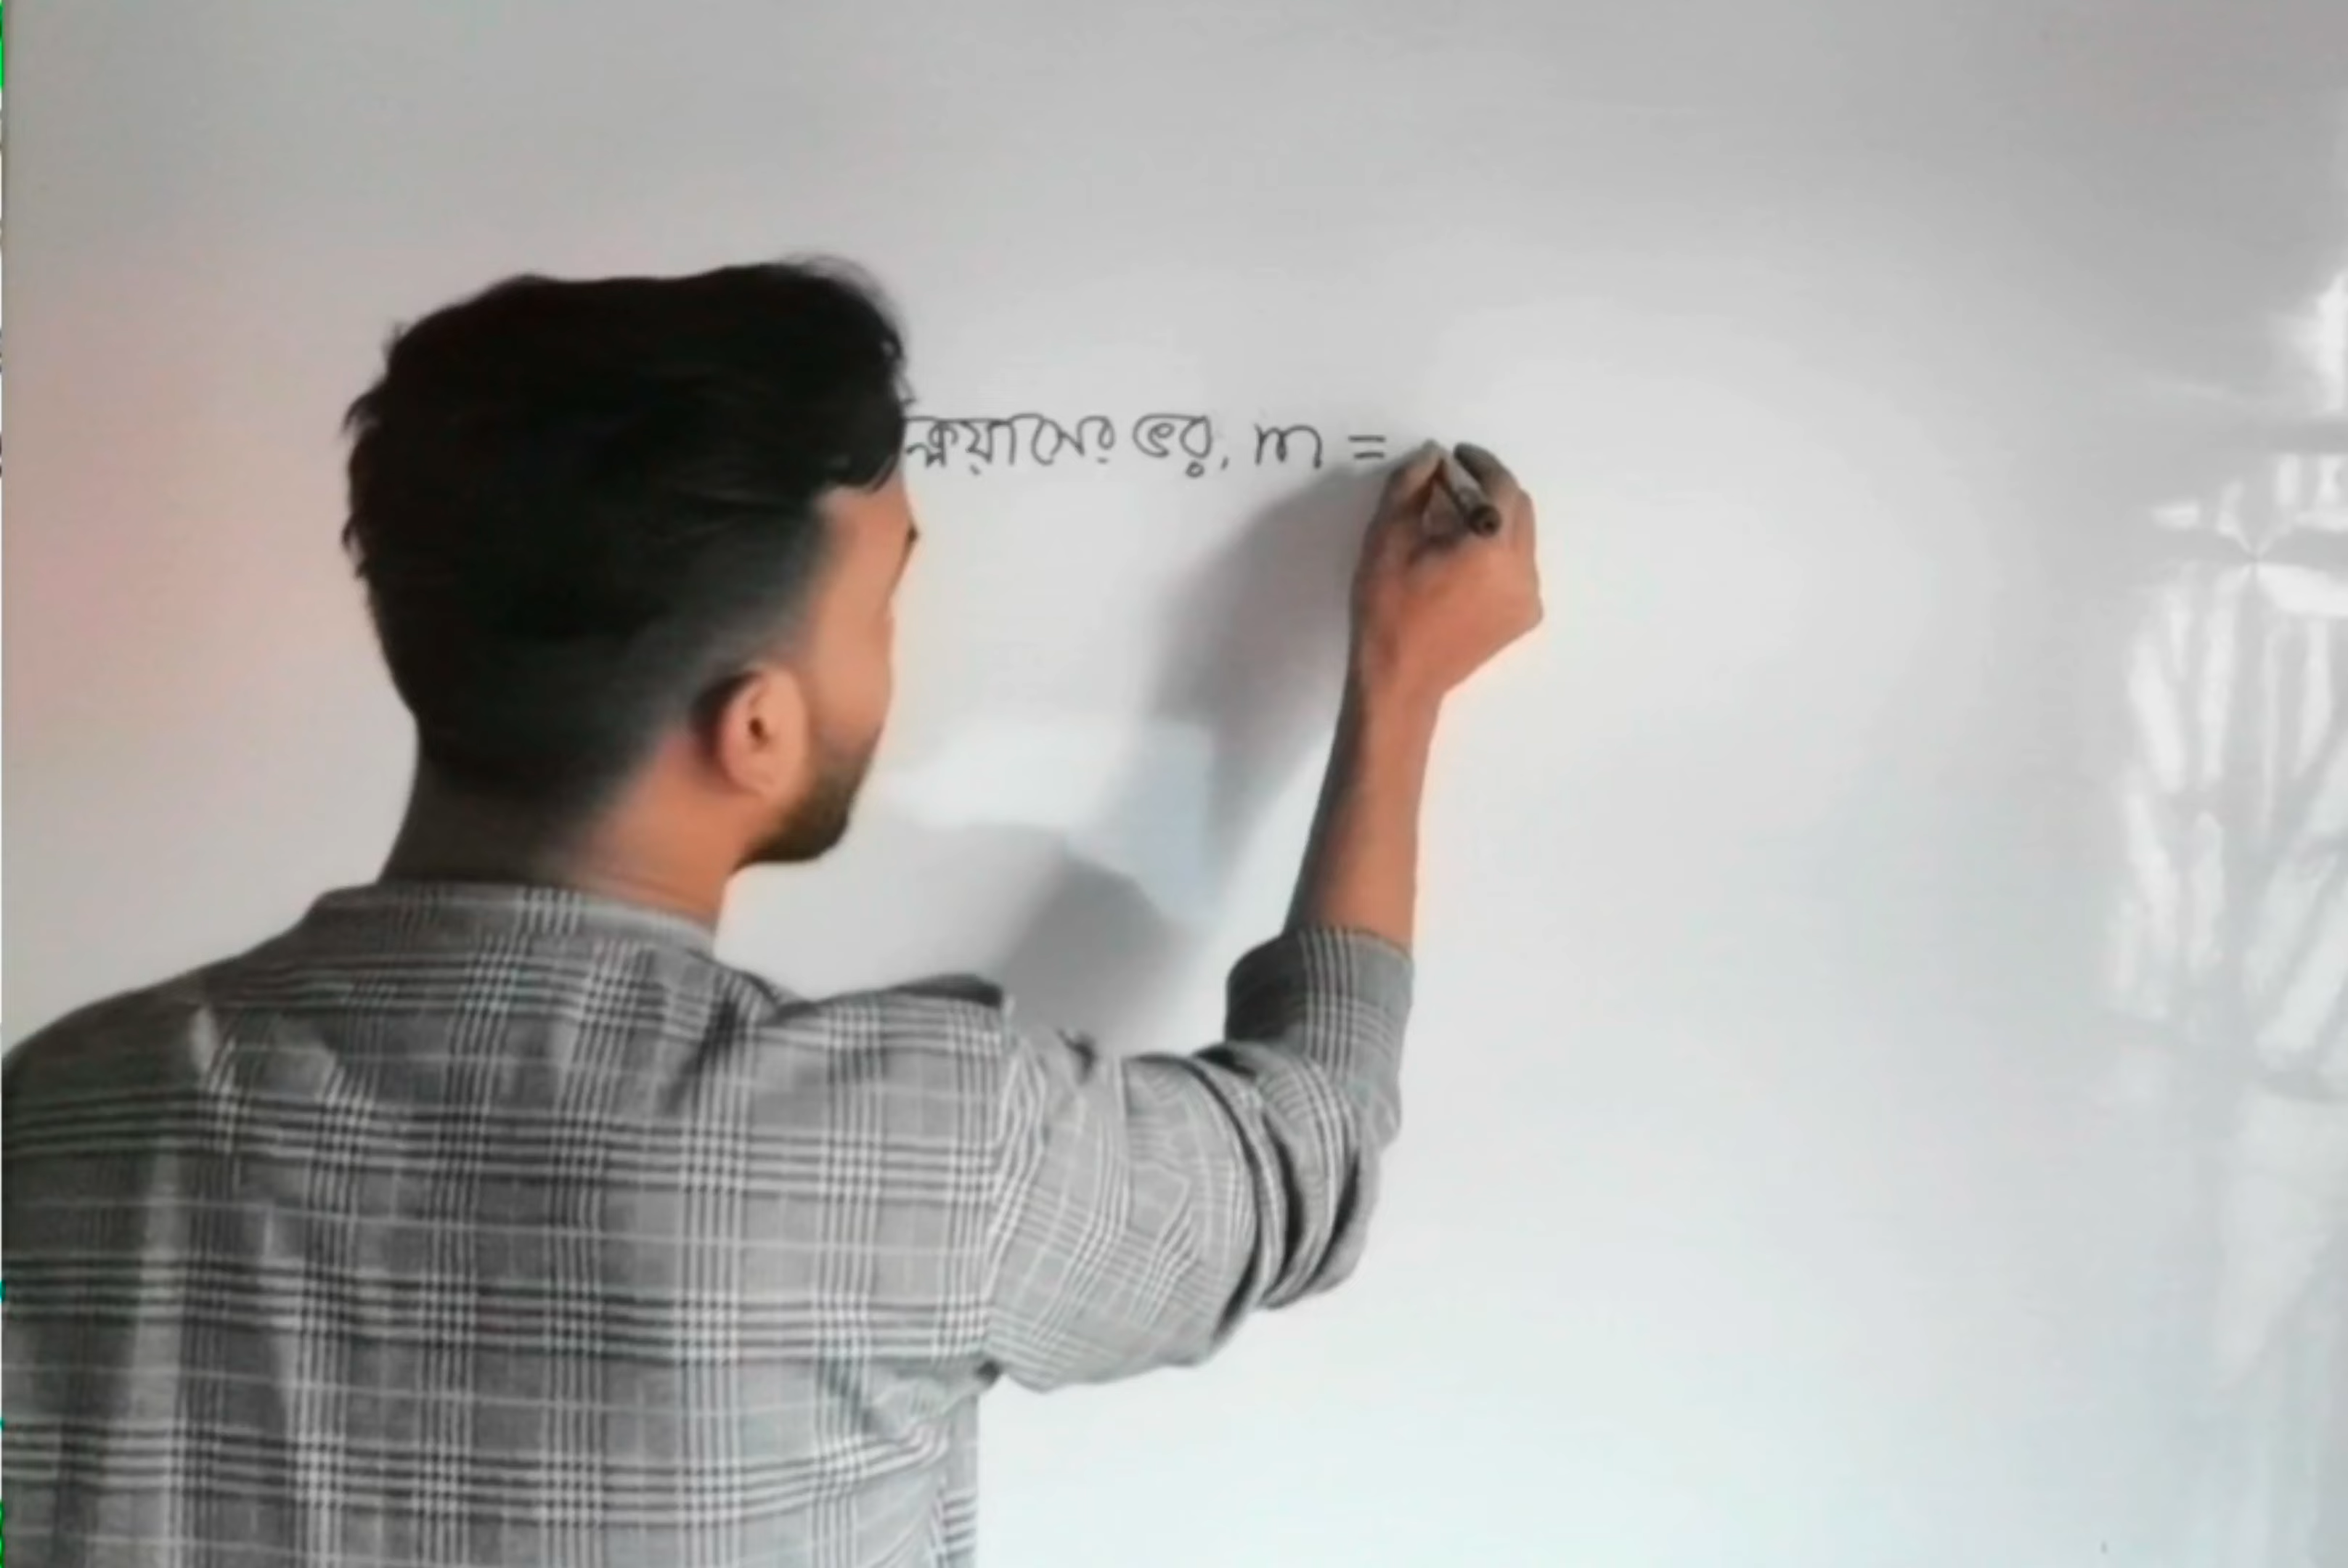 ক্লিয়াসের ভর, m =